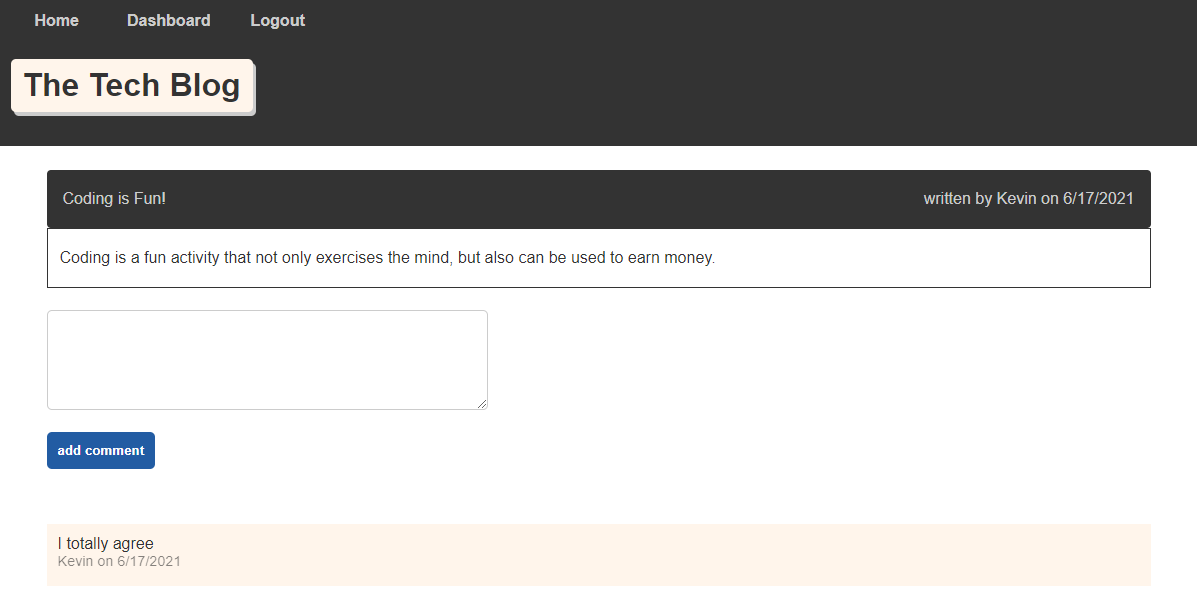 Home Dashboard Logout
The Tech Blog
Coding is Fun! written by Kevin on 6/17/2021
Coding is a fun activity that not only exercises the mind, but also can be used to earn money.
add comment
I totally agree
Kevin on 6/17/2021